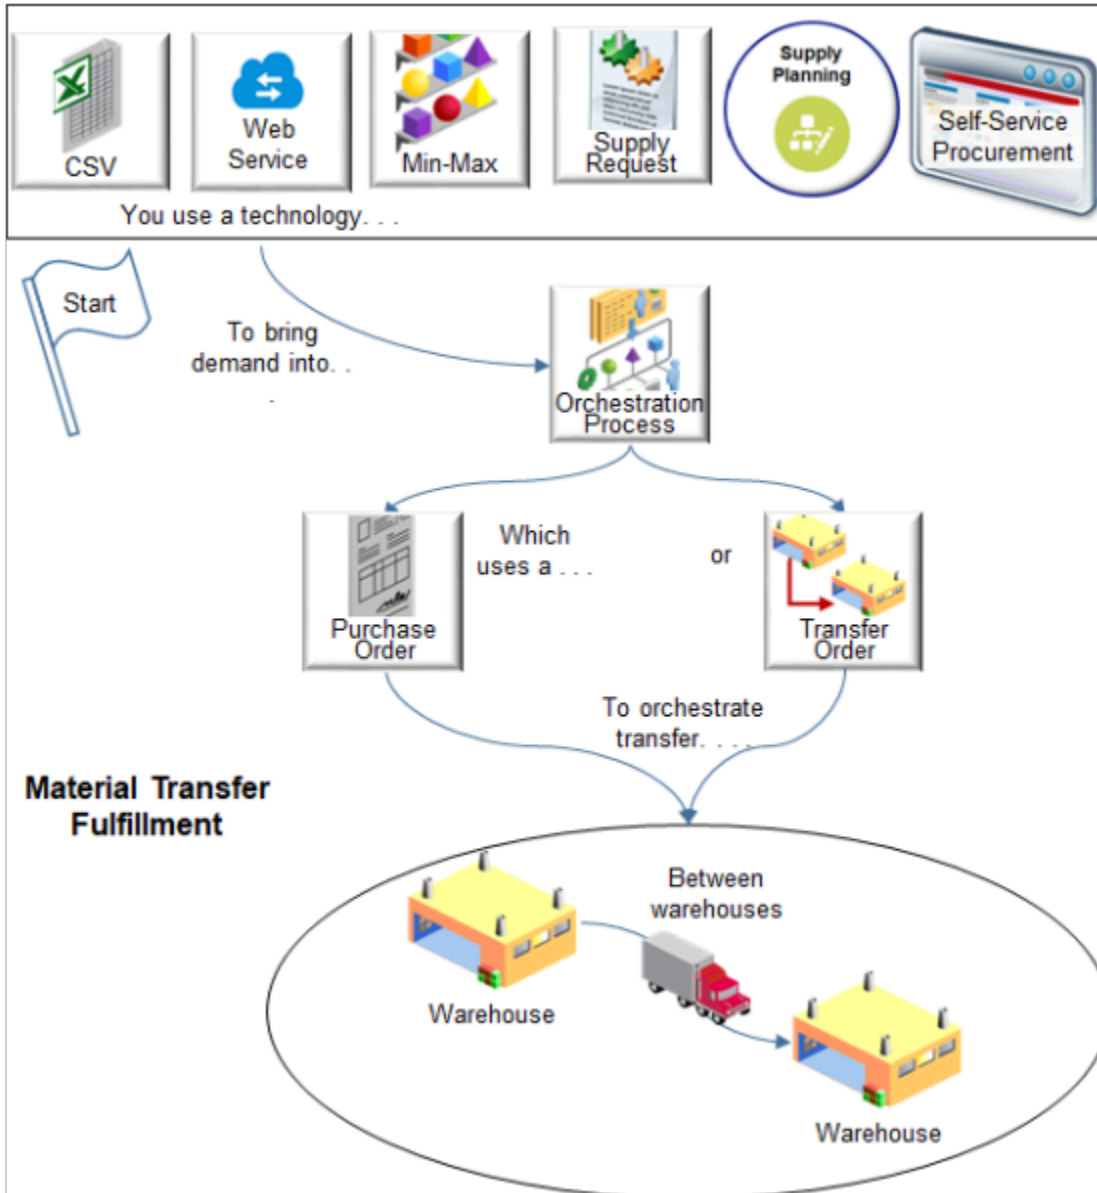 CSV
Web
Service
Min-Max
Supply
Request
Supply
Planning
Self-Service
Procurement
You use a technology. . .
Start
To bring
demand into. .
.
Orchestration
Process
Which
uses a . . .
or
Purchase
Order
Transfer
Order
To orchestrate
transfer. . . .
Material Transfer
Fulfillment
Between
warehouses
Warehouse
Warehouse